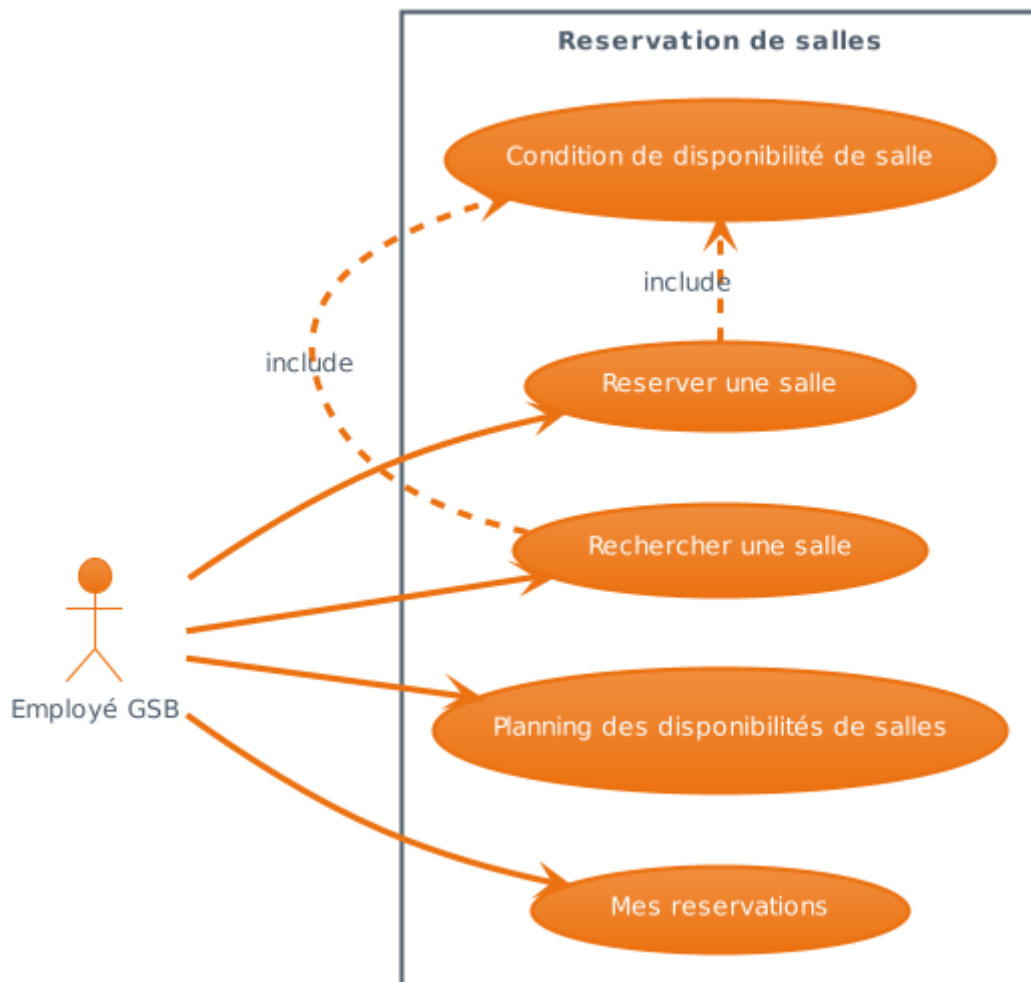 Reservation de salles
Condition de disponibilité de salle
include
include
Reserver une salle
Rechercher une salle
Employé GSB
Planning des disponibilités de salles
Mes reservations